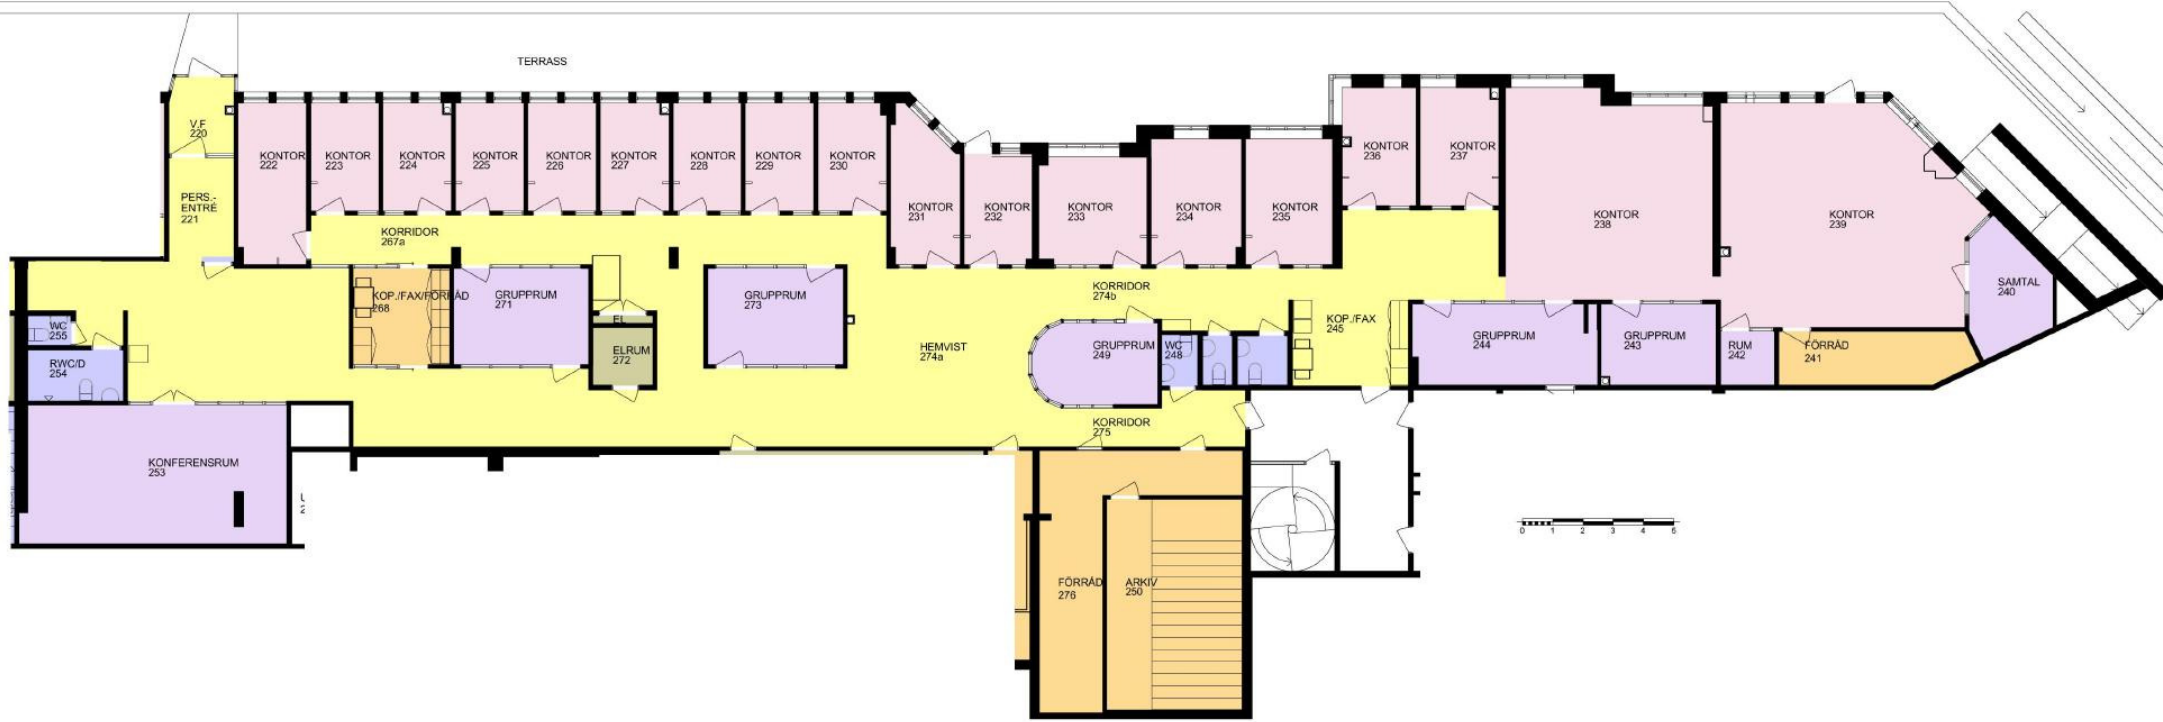 TERRASS
V.F
220
PERS.-
ENTRÉ
221
KONTOR
222
KONTOR
223
KONTOR
224
KONTOR
225
KONTOR
226
KONTOR
227
KONTOR
228
KONTOR
229
KONTOR
230
KONTOR
231
KONTOR
232
KONTOR
233
KONTOR
234
KONTOR
235
KONTOR
236
KONTOR
237
KONTOR
238
KONTOR
239
SAMTAL
240
KORRIDOR
267a
KOP./FAX/FÖRRÅD
268
GRUPPRUM
271
EL
ELRUM
272
GRUPPRUM
273
HEMVIST
274a
KORRIDOR
274b
GRUPPRUM
249
WC
248
KOP./FAX
245
GRUPPRUM
244
GRUPPRUM
243
RUM
242
FÖRRÅD
241
WC
255
RWC/D
254
KONFERENSRUM
253
KORRIDOR
275
FÖRRÅD
276
ARKIV
250
0 1 2 3 4 5